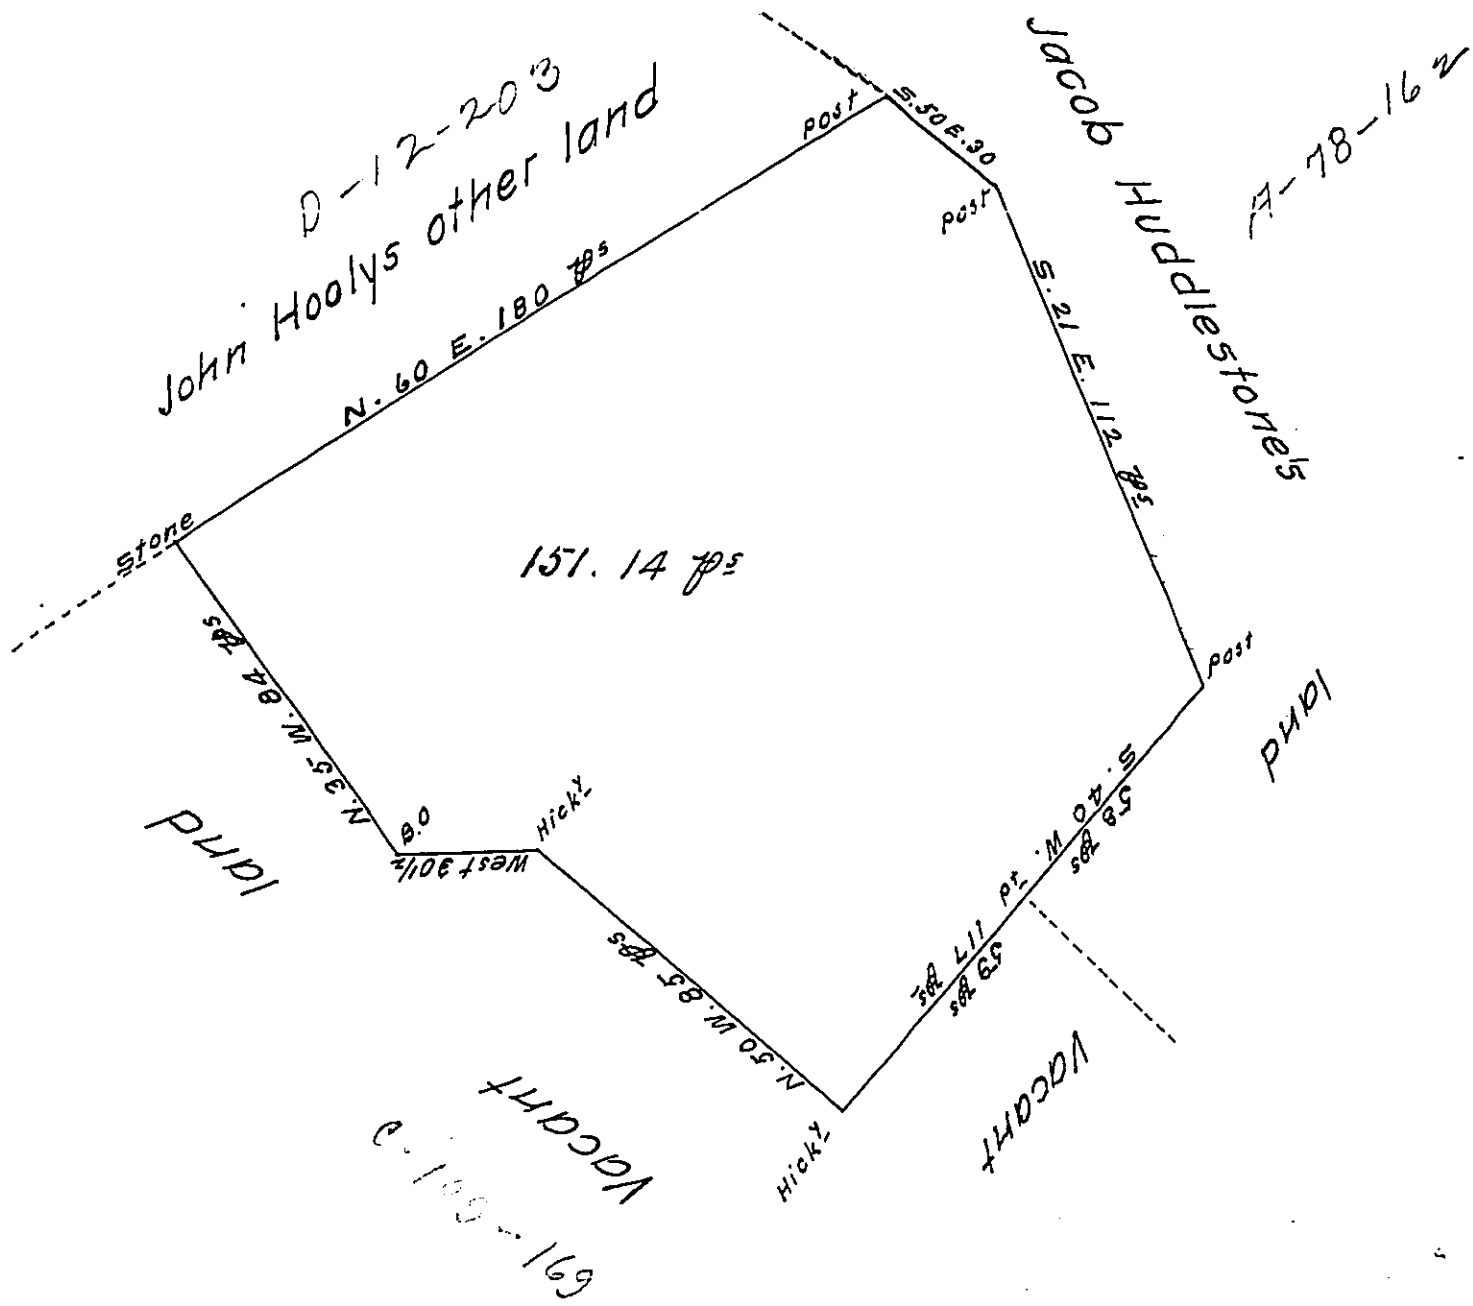 D-12-203
John Hoolys other land
N. 60 E. 180 ps
Post
S. 50 E. 30
Post
Jacob Huddlestone's
land
A-78-162
S. 21 E. 112 ps
Post
S. 40 W. 117 ps
58 ps
pt
59 ps
Vacant
Hicky
N. 50 W. 85 ps
Hicky
West 30½
B.O
N. 35 W. 84 ps
Stone
151. 14 ps
Vacant
land